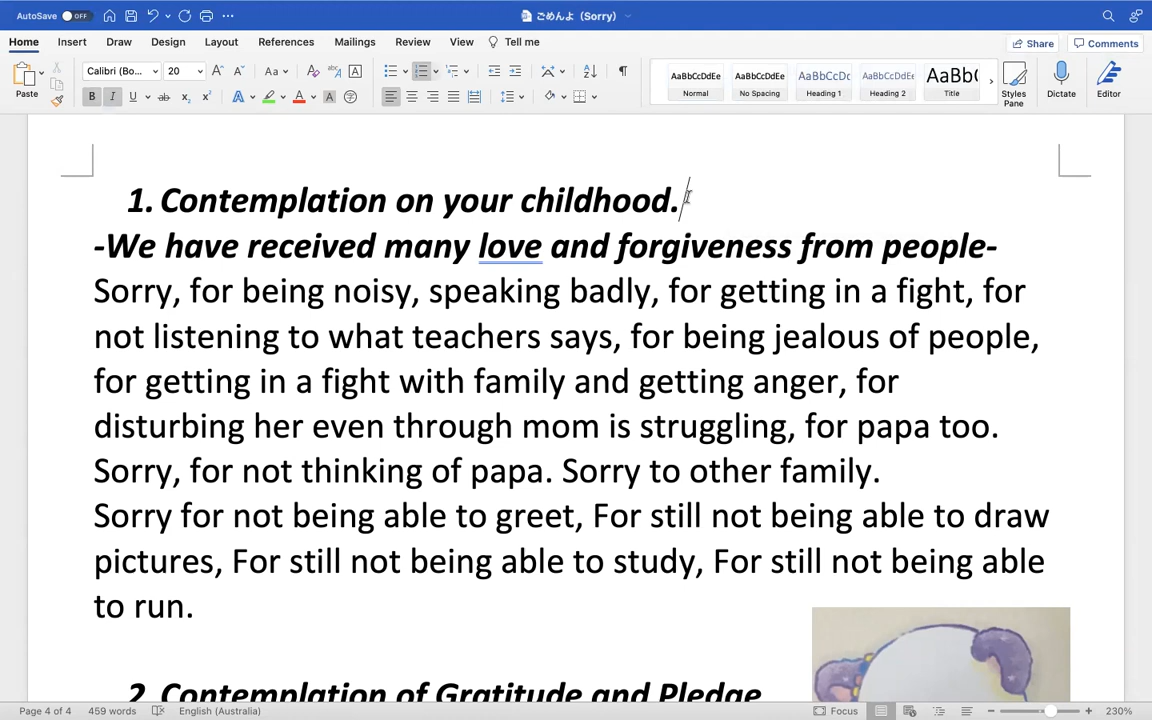 AutoSave OFF ごめんよ (Sorry)
Home Insert Draw Design Layout References Mailings Review View Tell me Share Comments
Paste Calibri (Bo... 20 Aa AaBbCcDdEe AaBbCcDdEe AaBbCcDc AaBbCcDdEe AaBb(
B I U ab x₂ x² A A A Normal No Spacing Heading 1 Heading 2 Title Styles Pane Dictate Editor
1. Contemplation on your childhood.
-We have received many love and forgiveness from people-
Sorry, for being noisy, speaking badly, for getting in a fight, for
not listening to what teachers says, for being jealous of people,
for getting in a fight with family and getting anger, for
disturbing her even through mom is struggling, for papa too.
Sorry, for not thinking of papa. Sorry to other family.
Sorry for not being able to greet, For still not being able to draw
pictures, For still not being able to study, For still not being able
to run.
2. Contemplation of Gratitude and Pledge
Page 4 of 4 459 words English (Australia) Focus 230%